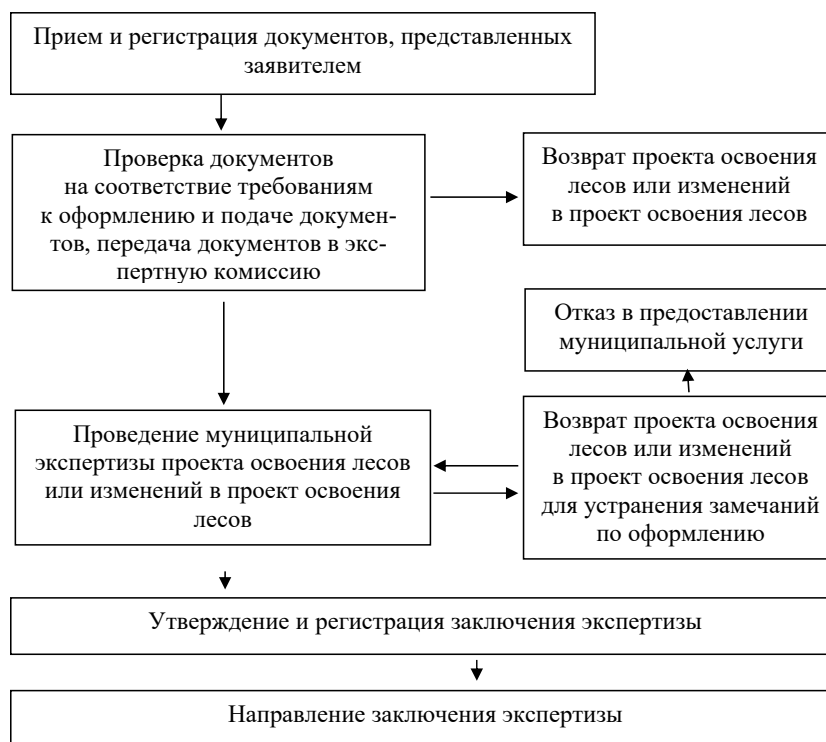 Прием и регистрация документов, представленных
заявителем
Проверка документов
на соответствие требованиям
к оформлению и подаче докумен-
тов, передача документов в экс-
пертную комиссию
Возврат проекта освоения
лесов или изменений
в проект освоения лесов
Отказ в предоставлении
муниципальной услуги
Проведение муниципальной
экспертизы проекта освоения лесов
или изменений в проект освоения
лесов
Возврат проекта освоения
лесов или изменений
в проект освоения лесов
для устранения замечаний
по оформлению
Утверждение и регистрация заключения экспертизы
Направление заключения экспертизы